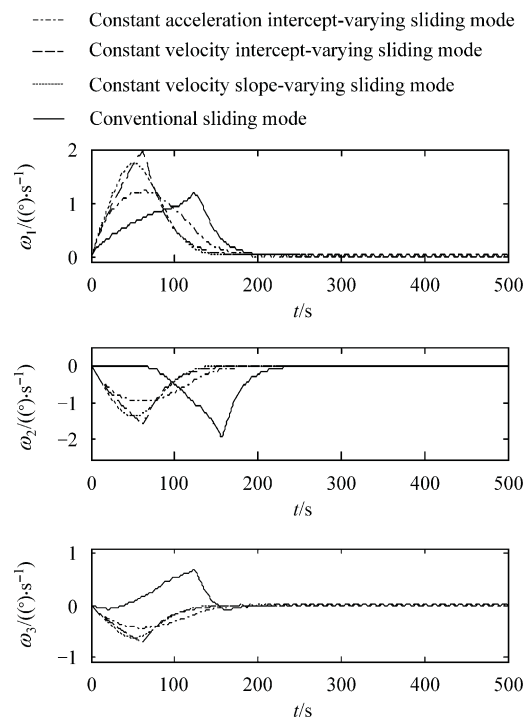 Constant acceleration intercept-varying sliding mode
Constant velocity intercept-varying sliding mode
Constant velocity slope-varying sliding mode
Conventional sliding mode
2
1
0
ω₁/((°)·s⁻¹)
0 100 200 300 400 500
t/s
0
−1
−2
ω₂/((°)·s⁻¹)
0 100 200 300 400 500
t/s
1
0
−1
ω₃/((°)·s⁻¹)
0 100 200 300 400 500
t/s